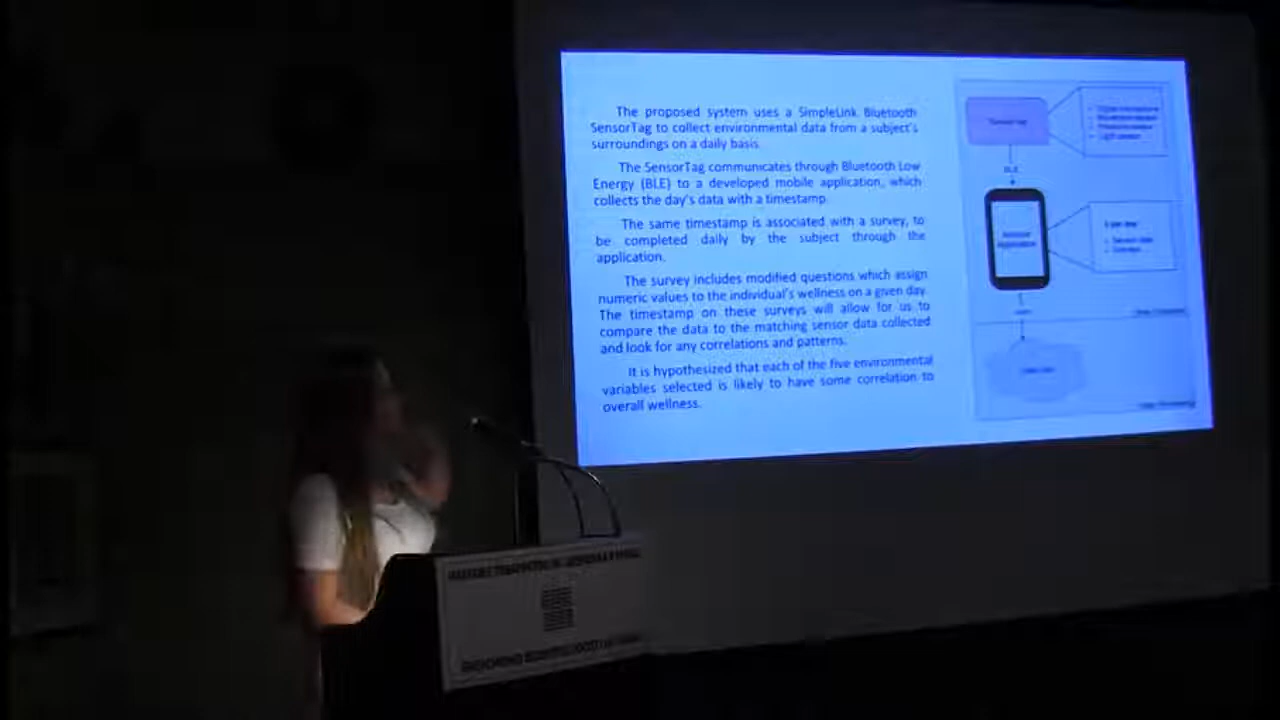 The proposed system uses a SimpleLink Bluetooth
SensorTag to collect environmental data from a subject's
surroundings on a daily basis.
The SensorTag communicates through Bluetooth Low
Energy (BLE) to a developed mobile application, which
collects the day's data with a timestamp.
The same timestamp is associated with a survey, to
be completed daily by the subject through the
application.
The survey includes modified questions which assign
numeric values to the individual's wellness on a given day.
The timestamp on these surveys will allow for us to
compare the data to the matching sensor data collected
and look for any correlations and patterns.
It is hypothesized that each of the five environmental
variables selected is likely to have some correlation to
overall wellness.
BLE
Application